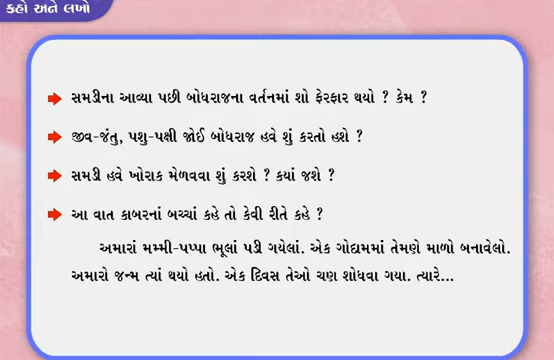 કહો અને લખો
સમડીના આવ્યા પછી બોધરાજના વર્તનમાં શો ફેરફાર થયો ? કેમ ?
જીવ-જંતુ, પશુ-પક્ષી જોઈ બોધરાજ હવે શું કરતો હશે ?
સમડી હવે ખોરાક મેળવવા શું કરશે ? ક્યાં જશે ?
આ વાત કાબરનાં બચ્ચાં કહે તો કેવી રીતે કહે ?
અમારાં મમ્મી-પપ્પા ભૂલાં પડી ગયેલાં. એક ગોદામમાં તેમણે માળો બનાવેલો.
અમારો જન્મ ત્યાં થયો હતો. એક દિવસ તેઓ ચણ શોધવા ગયા. ત્યારે...